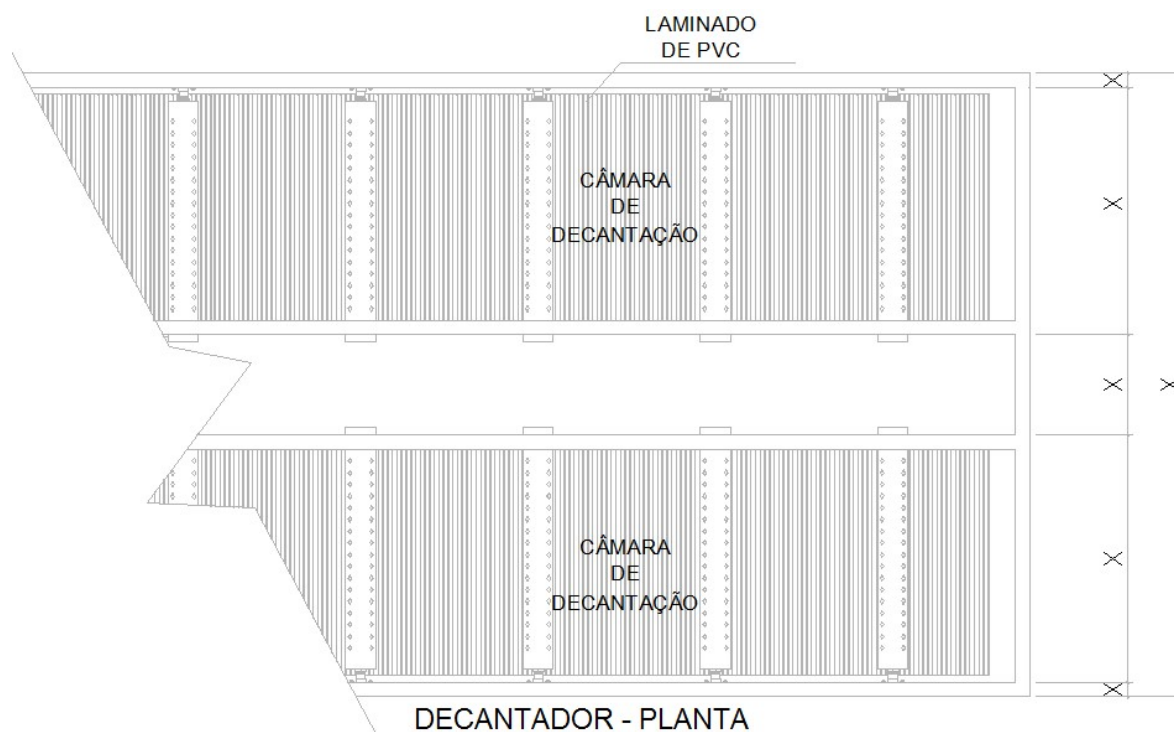 LAMINADO
DE PVC
X
CÂMARA
DE
DECANTAÇÃO
X
X
X
CÂMARA
DE
DECANTAÇÃO
X
X
DECANTADOR - PLANTA